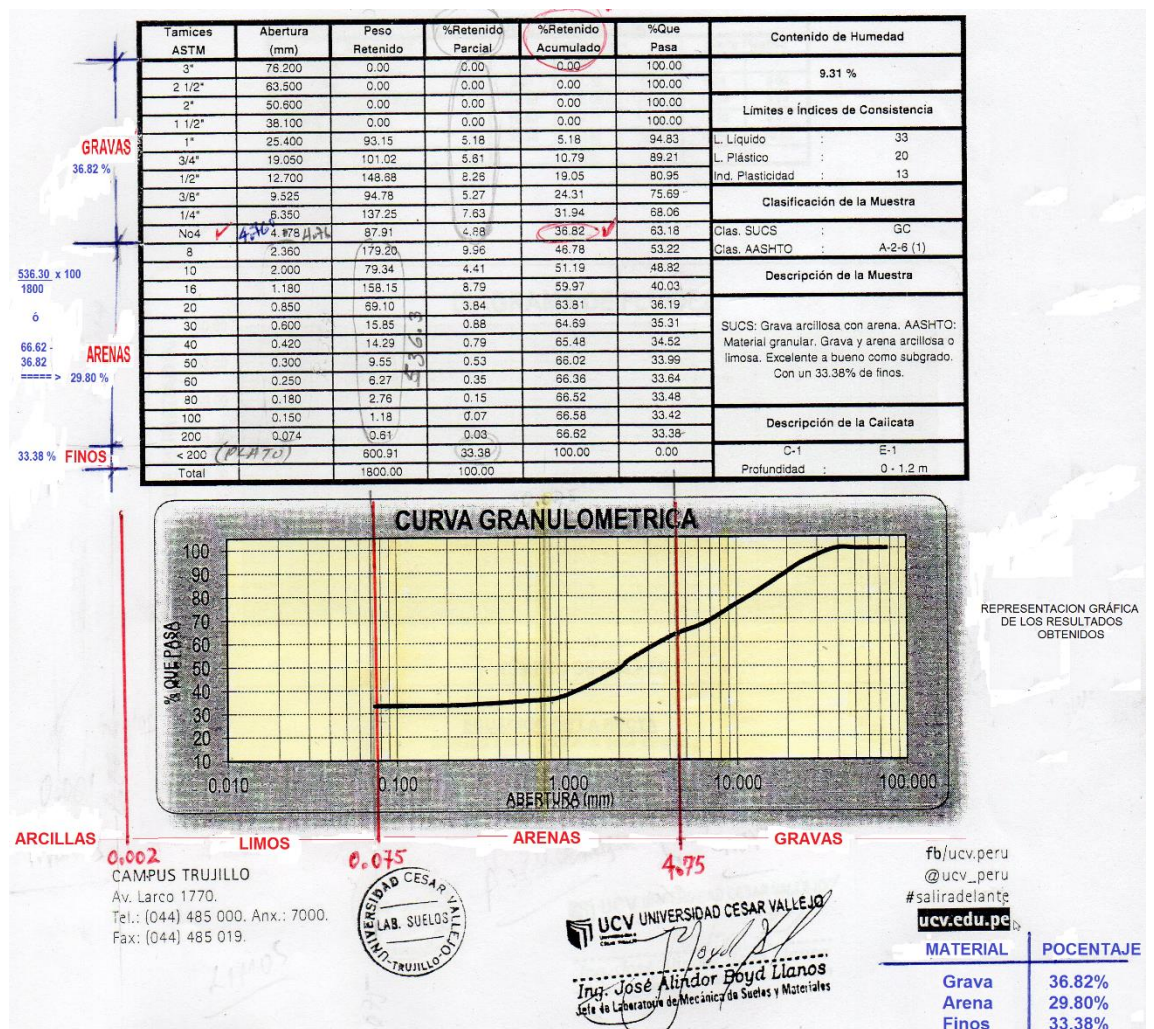 Tamices ASTM Abertura (mm) Peso Retenido %Retenido Parcial %Retenido Acumulado %Que Pasa
3" 76.200 0.00 0.00 0.00 100.00
2 1/2" 63.500 0.00 0.00 0.00 100.00
2" 50.600 0.00 0.00 0.00 100.00
1 1/2" 38.100 0.00 0.00 0.00 100.00
1" 25.400 93.15 5.18 5.18 94.83
3/4" 19.050 101.02 5.61 10.79 89.21
1/2" 12.700 148.68 8.26 19.05 80.95
3/8" 9.525 94.78 5.27 24.31 75.69
1/4" 6.350 137.25 7.63 31.94 68.06
No4 4.178 4.76 87.91 4.88 36.82 63.18
8 2.360 179.20 9.96 46.78 53.22
10 2.000 79.34 4.41 51.19 48.82
16 1.180 158.15 8.79 59.97 40.03
20 0.850 69.10 3.84 63.81 36.19
30 0.600 15.85 0.88 64.69 35.31
40 0.420 14.29 0.79 65.48 34.52
50 0.300 9.55 0.53 66.02 33.99
60 0.250 6.27 0.35 66.36 33.64
80 0.180 2.76 0.15 66.52 33.48
100 0.150 1.18 0.07 66.58 33.42
200 0.074 0.61 0.03 66.62 33.38
< 200 (PLATO) 600.91 33.38 100.00 0.00
Total 1800.00 100.00
536.3
Contenido de Humedad
9.31 %
Límites e Índices de Consistencia
L. Líquido : 33
L. Plástico : 20
Ind. Plasticidad : 13
Clasificación de la Muestra
Clas. SUCS : GC
Clas. AASHTO : A-2-6 (1)
Descripción de la Muestra
SUCS: Grava arcillosa con arena. AASHTO:
Material granular. Grava y arena arcillosa o
limosa. Excelente a bueno como subgrado.
Con un 33.38% de finos.
Descripción de la Calicata
C-1 E-1
Profundidad : 0 - 1.2 m
GRAVAS
36.82 %
536.30 x 100
1800
ó
66.62 -
36.82
===== > 29.80 %
ARENAS
33.38 % FINOS
CURVA GRANULOMETRICA
% QUE PASA
100
90
80
70
60
50
40
30
20
10
0.010 0.100 1.000 10.000 100.000
ABERTURA (mm)
REPRESENTACION GRÁFICA
DE LOS RESULTADOS
OBTENIDOS
ARCILLAS LIMOS ARENAS GRAVAS
0.002 0.075 4.75
CAMPUS TRUJILLO
Av. Larco 1770.
Tel.: (044) 485 000. Anx.: 7000.
Fax: (044) 485 019.
UNIVERSIDAD CESAR VALLEJO
LAB. SUELOS
TRUJILLO
UCV UNIVERSIDAD CESAR VALLEJO
Ing. José Alindor Boyd Llanos
Jefe de Laboratorio de Mecánica de Suelos y Materiales
fb/ucv.peru
@ucv_peru
#saliradelante
ucv.edu.pe
MATERIAL POCENTAJE
Grava 36.82%
Arena 29.80%
Finos 33.38%